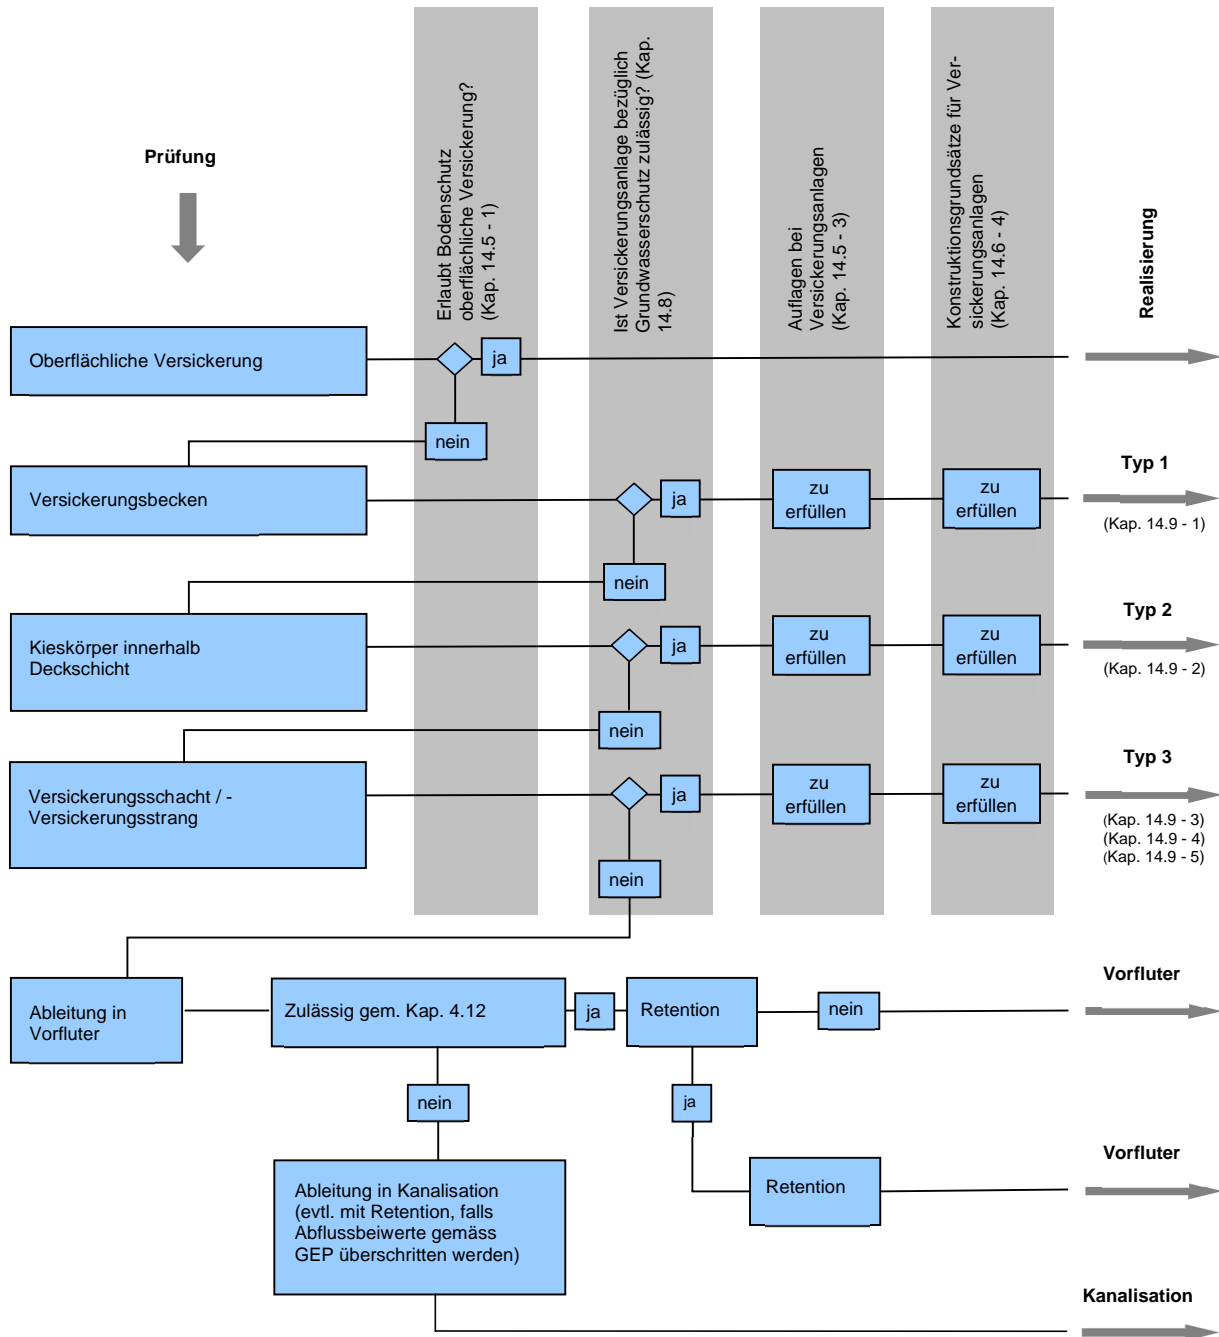 Prüfung
Erlaubt Bodenschutz
oberflächliche Versickerung?
(Kap. 14.5 - 1)
Ist Versickerungsanlage bezüglich
Grundwasserschutz zulässig? (Kap.
14.8)
Auflagen bei
Versickerungsanlagen
(Kap. 14.5 - 3)
Konstruktionsgrundsätze für Ver-
sickerungsanlagen
(Kap. 14.6 - 4)
Realisierung
Oberflächliche Versickerung
ja
nein
Versickerungsbecken
ja
zu
erfüllen
zu
erfüllen
Typ 1
(Kap. 14.9 - 1)
nein
Kieskörper innerhalb
Deckschicht
ja
zu
erfüllen
zu
erfüllen
Typ 2
(Kap. 14.9 - 2)
nein
Versickerungsschacht / -
Versickerungsstrang
ja
zu
erfüllen
zu
erfüllen
Typ 3
(Kap. 14.9 - 3)
(Kap. 14.9 - 4)
(Kap. 14.9 - 5)
nein
Ableitung in
Vorfluter
Zulässig gem. Kap. 4.12
ja
Retention
nein
Vorfluter
nein
ja
Ableitung in Kanalisation
(evtl. mit Retention, falls
Abflussbeiwerte gemäss
GEP überschritten werden)
Retention
Vorfluter
Kanalisation